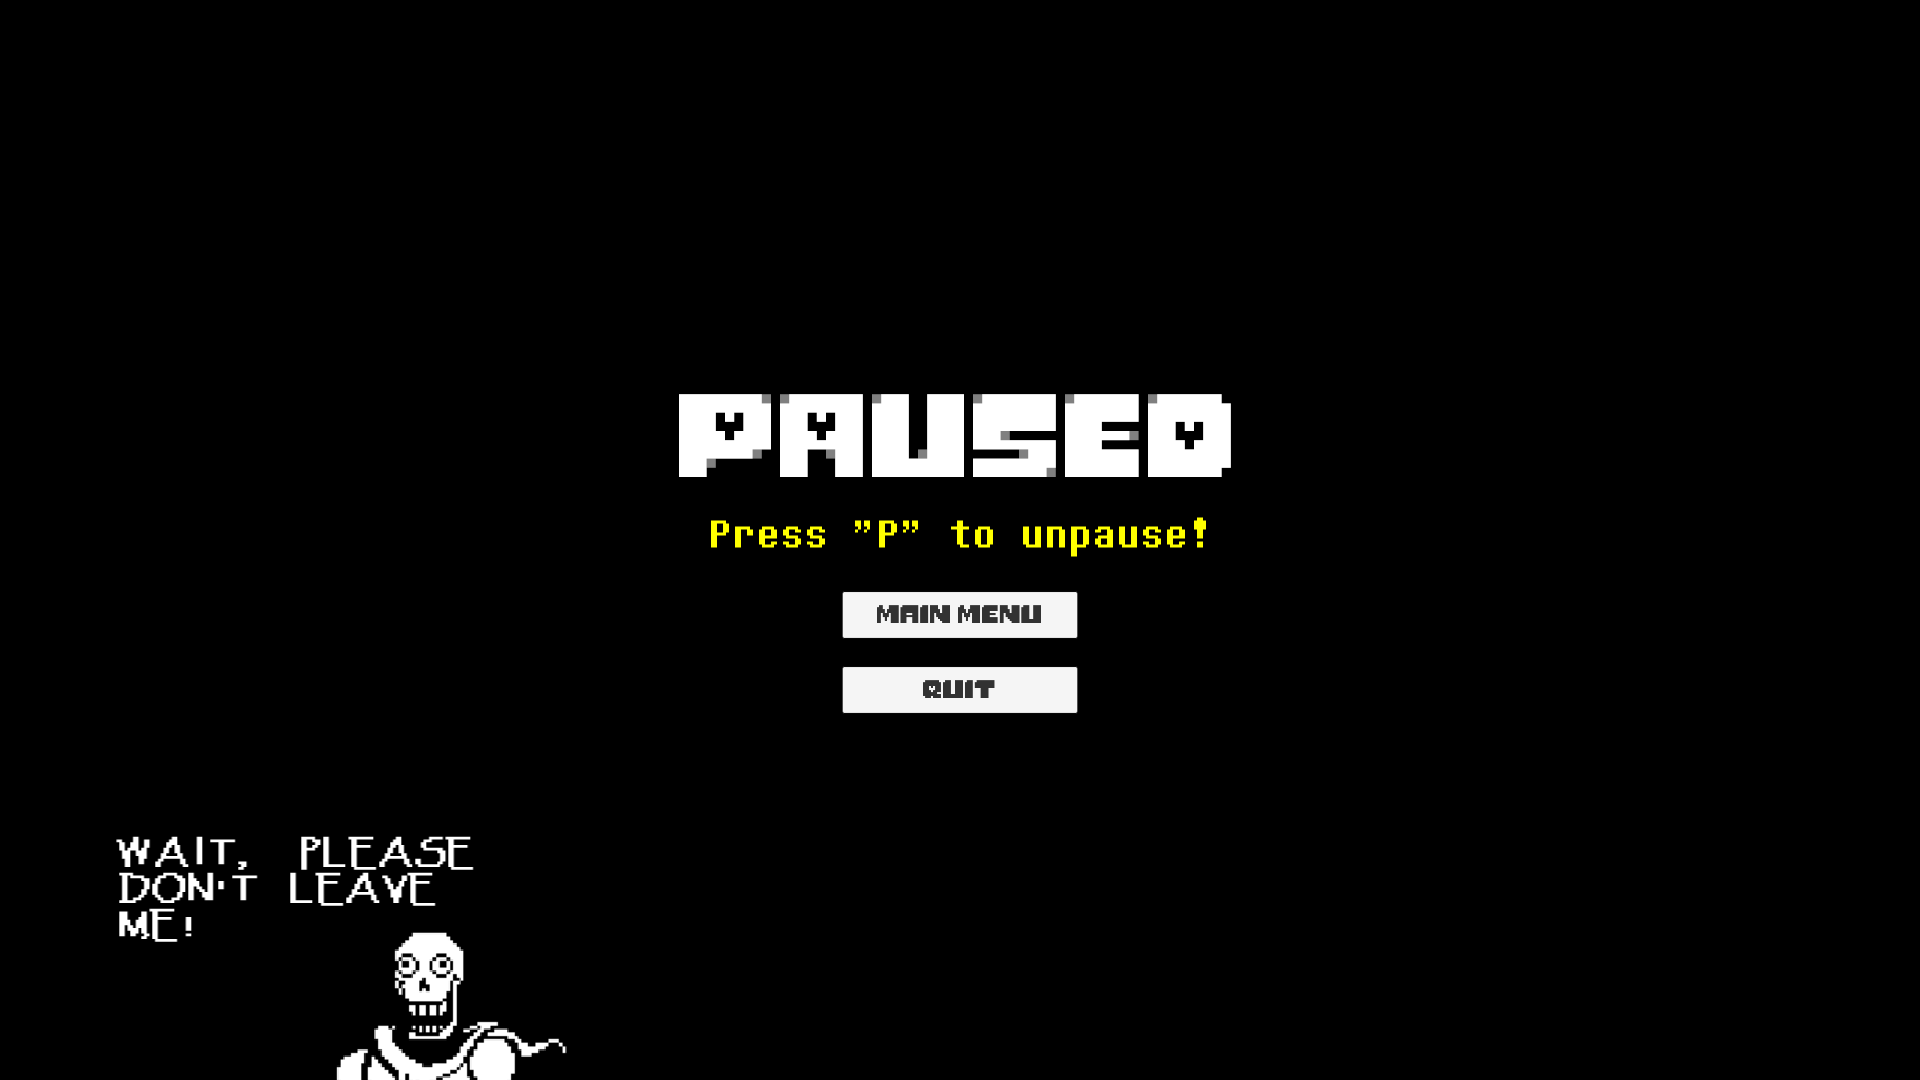 PAUSED
Press "P" to unpause!
MAIN MENU
QUIT
WAIT, PLEASE
DON'T LEAVE
ME!